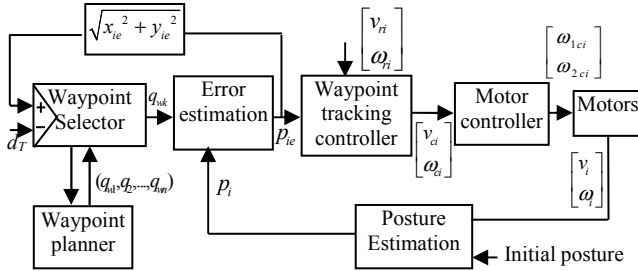 √(x_ie² + y_ie²)
[v_ri
ω_ri]
[ω_1ci
ω_2ci]
+
−
d_T
Waypoint
Selector
q_wk
Error
estimation
p_ie
Waypoint
tracking
controller
[v_ci
ω_ci]
Motor
controller
Motors
(q_w1,q_2,...,q_wn)
p_i
[v_i
ω_i]
Waypoint
planner
Posture
Estimation
Initial posture